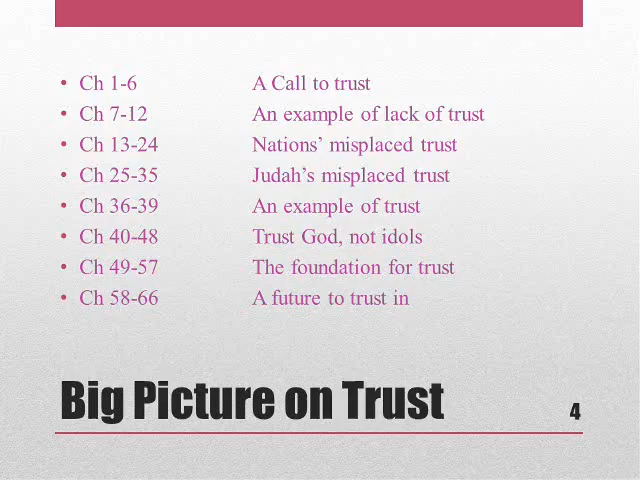 • Ch 1-6 A Call to trust
• Ch 7-12 An example of lack of trust
• Ch 13-24 Nations’ misplaced trust
• Ch 25-35 Judah’s misplaced trust
• Ch 36-39 An example of trust
• Ch 40-48 Trust God, not idols
• Ch 49-57 The foundation for trust
• Ch 58-66 A future to trust in
Big Picture on Trust 4